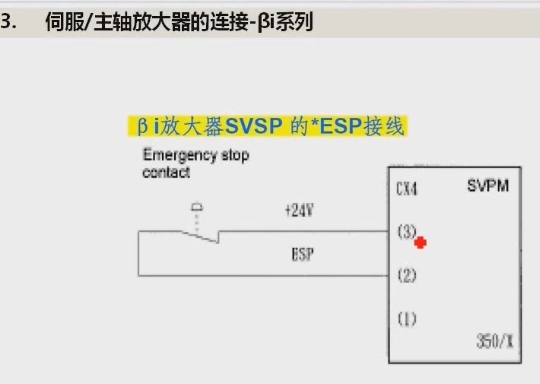 3. 伺服/主轴放大器的连接-βi系列
βi放大器SVSP 的*ESP接线
Emergency stop
contact
CX4 SVPM
+24V
(3)
ESP
(2)
(1)
350/X